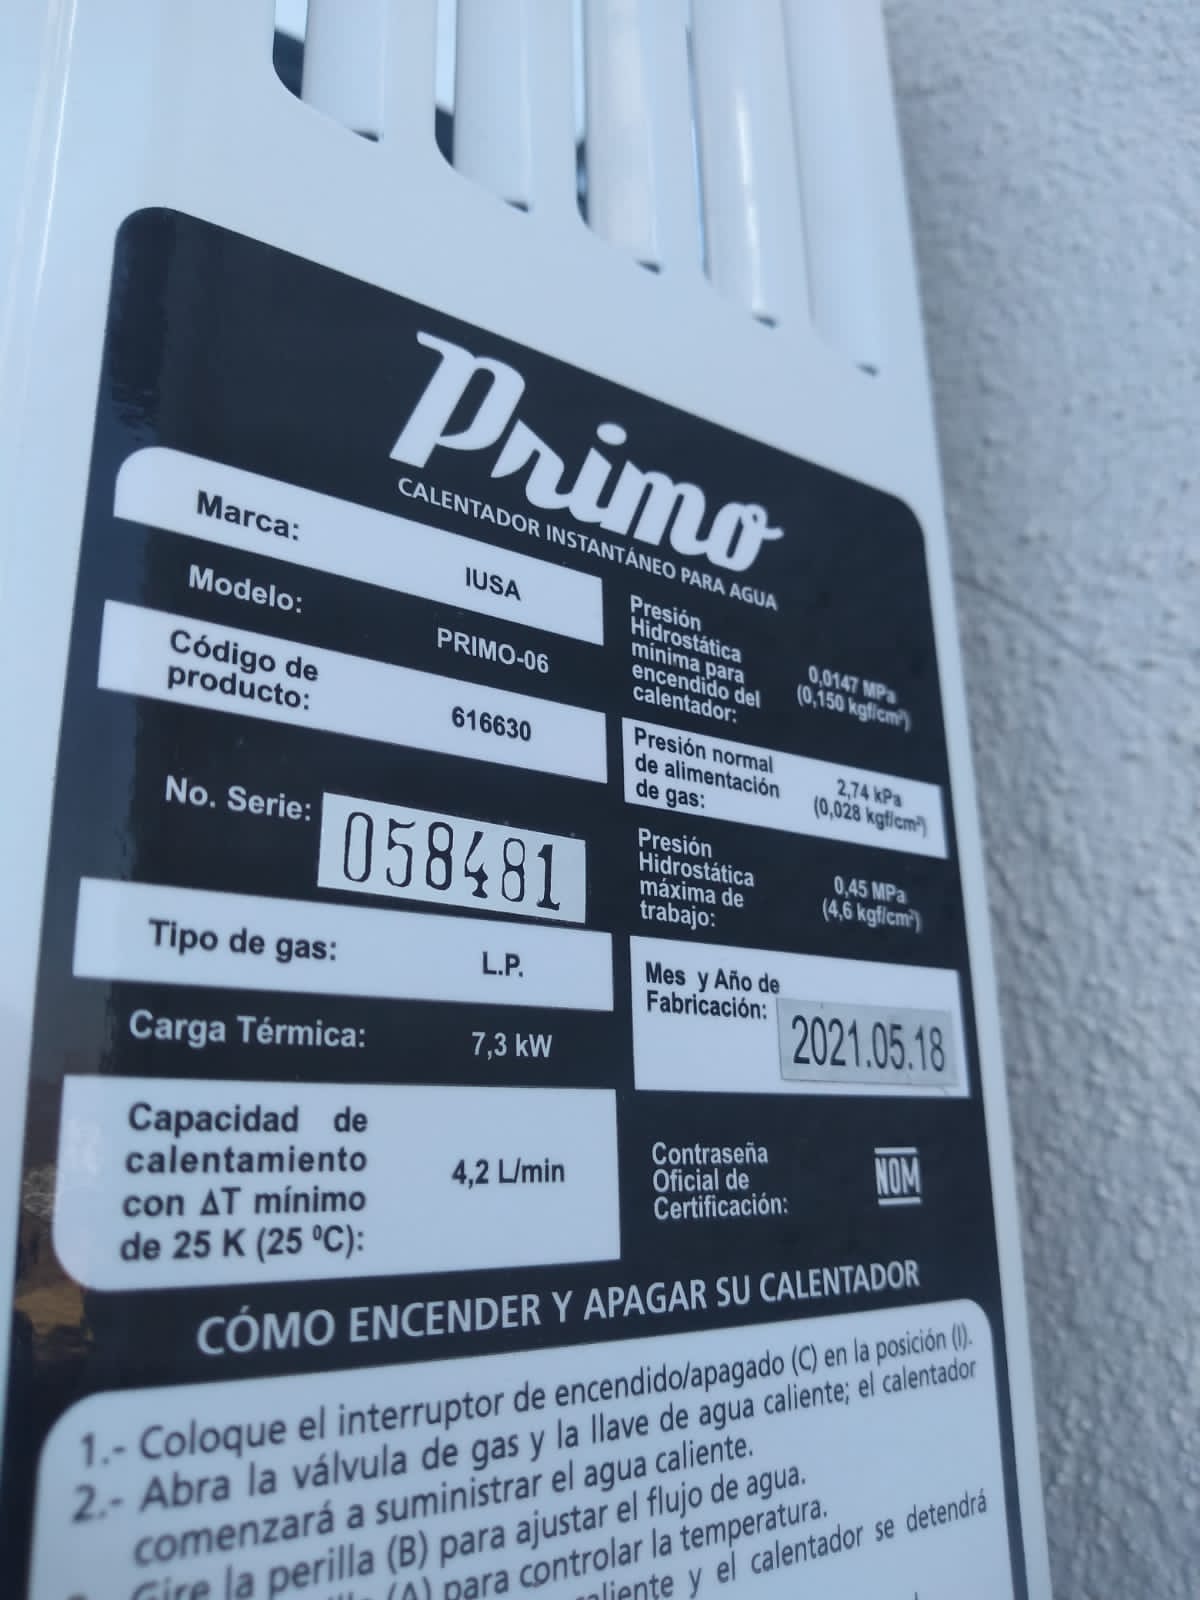 Primo
CALENTADOR INSTANTÁNEO PARA AGUA
Marca:
IUSA
Modelo:
PRIMO-06
Código de
producto:
616630
No. Serie:
058481
Tipo de gas:
L.P.
Carga Térmica:
7,3 kW
Capacidad de
calentamiento
con ΔT mínimo
de 25 K (25 ºC):
4,2 L/min
Presión
Hidrostática
mínima para
encendido del
calentador:
0,0147 MPa
(0,150 kgf/cm²)
Presión normal
de alimentación
de gas:
2,74 kPa
(0,028 kgf/cm²)
Presión
Hidrostática
máxima de
trabajo:
0,45 MPa
(4,6 kgf/cm²)
Mes y Año de
Fabricación:
2021.05.18
Contraseña
Oficial de
Certificación:
NOM
CÓMO ENCENDER Y APAGAR SU CALENTADOR
1.- Coloque el interruptor de encendido/apagado (C) en la posición (I).
2.- Abra la válvula de gas y la llave de agua caliente; el calentador
comenzará a suministrar el agua caliente.
Gire la perilla (B) para ajustar el flujo de agua.
(A) para controlar la temperatura.
y el calentador se detendrá